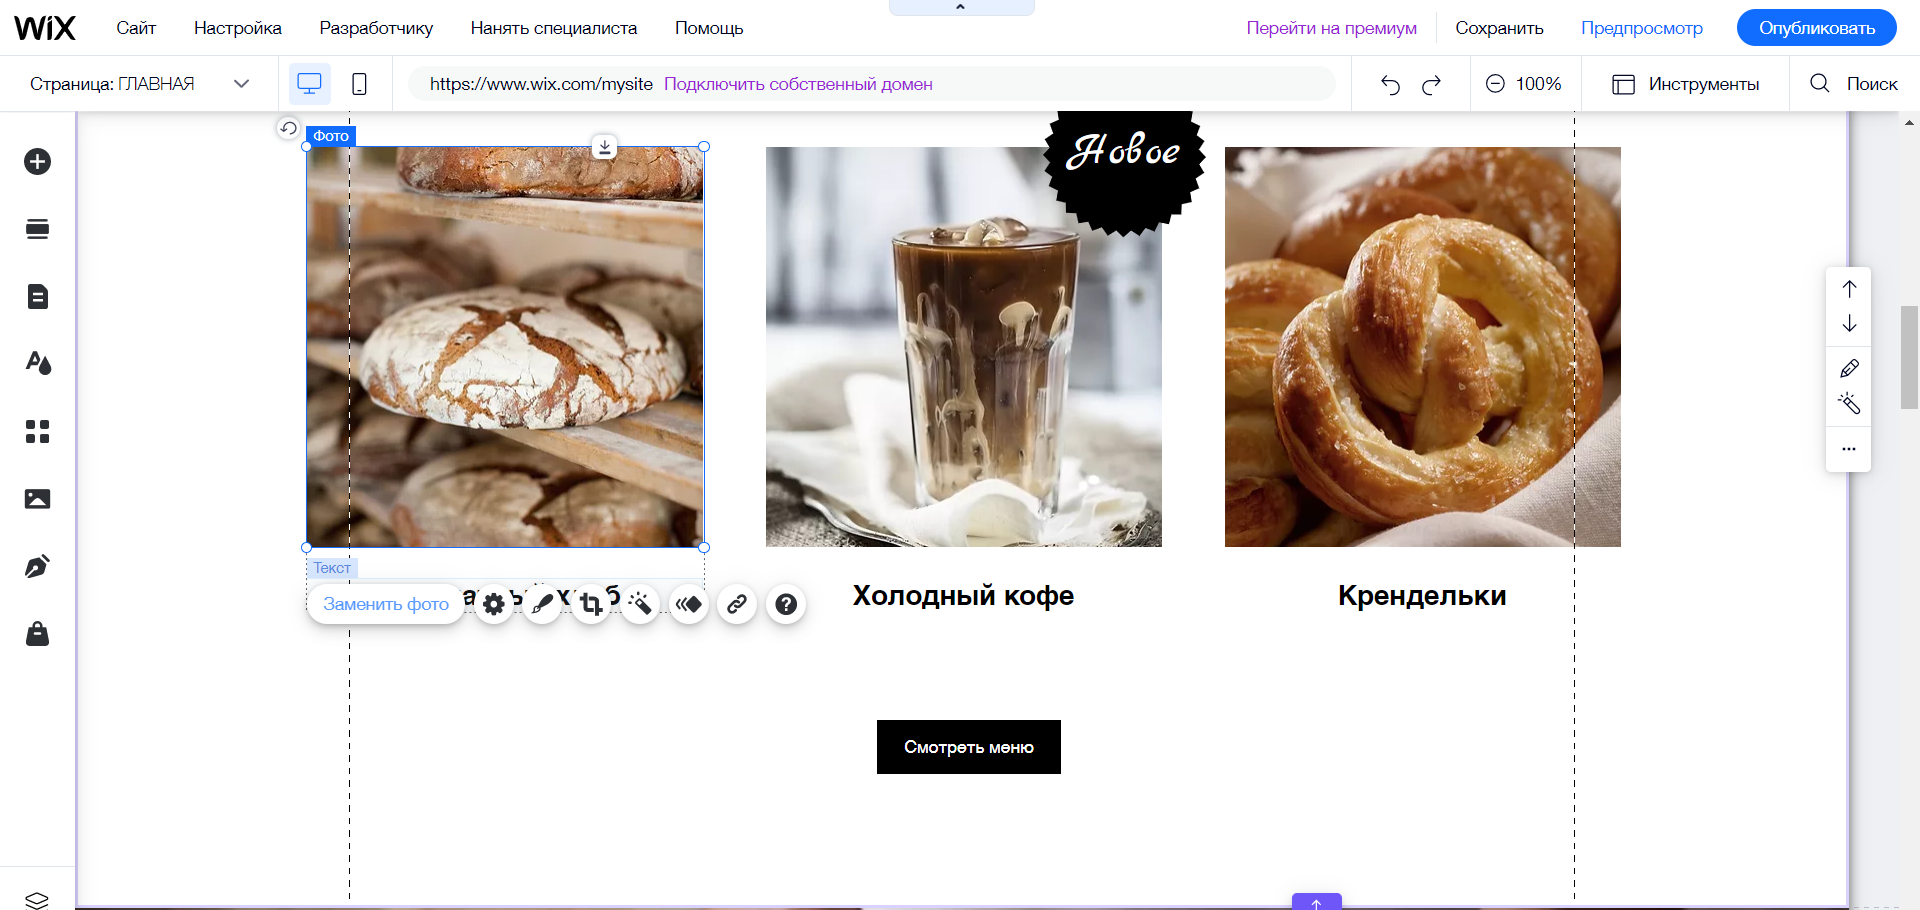 WiX Сайт Настройка Разработчику Нанять специалиста Помощь Перейти на премиум Сохранить Предпросмотр Опубликовать
Страница: ГЛАВНАЯ https://www.wix.com/mysite Подключить собственный домен 100% Инструменты Поиск
Фото
Новое
Текст
Заменить фото
Холодный кофе
Крендельки
Смотреть меню